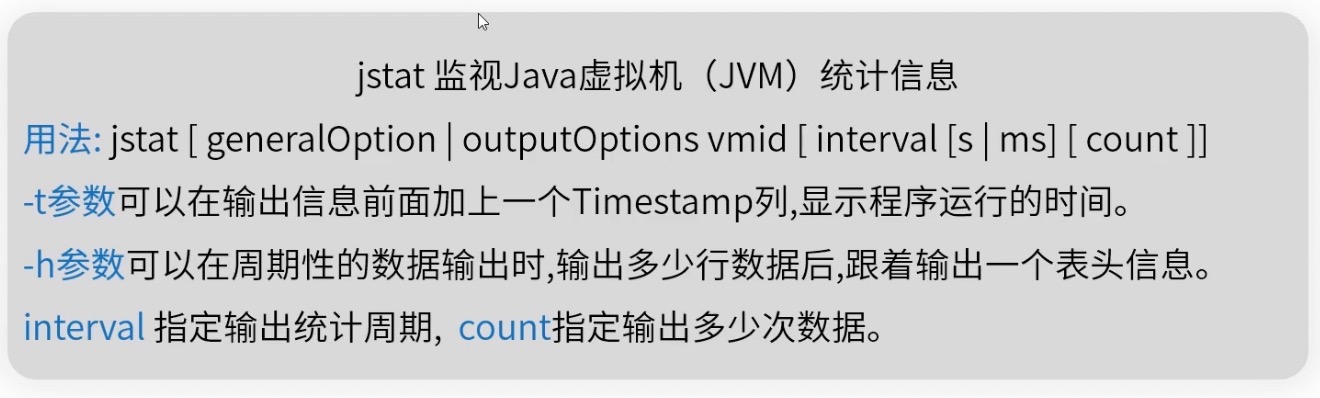 jstat 监视Java虚拟机（JVM）统计信息
用法: jstat [ generalOption | outputOptions vmid [ interval [s | ms] [ count ]]
-t参数可以在输出信息前面加上一个Timestamp列,显示程序运行的时间。
-h参数可以在周期性的数据输出时,输出多少行数据后,跟着输出一个表头信息。
interval 指定输出统计周期, count指定输出多少次数据。